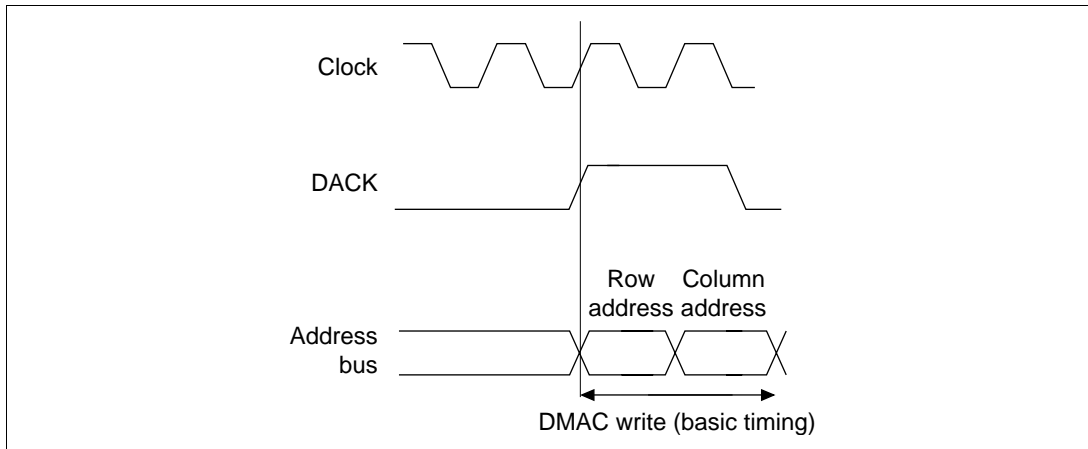 Clock
DACK
Row
address
Column
address
Address
bus
DMAC write (basic timing)